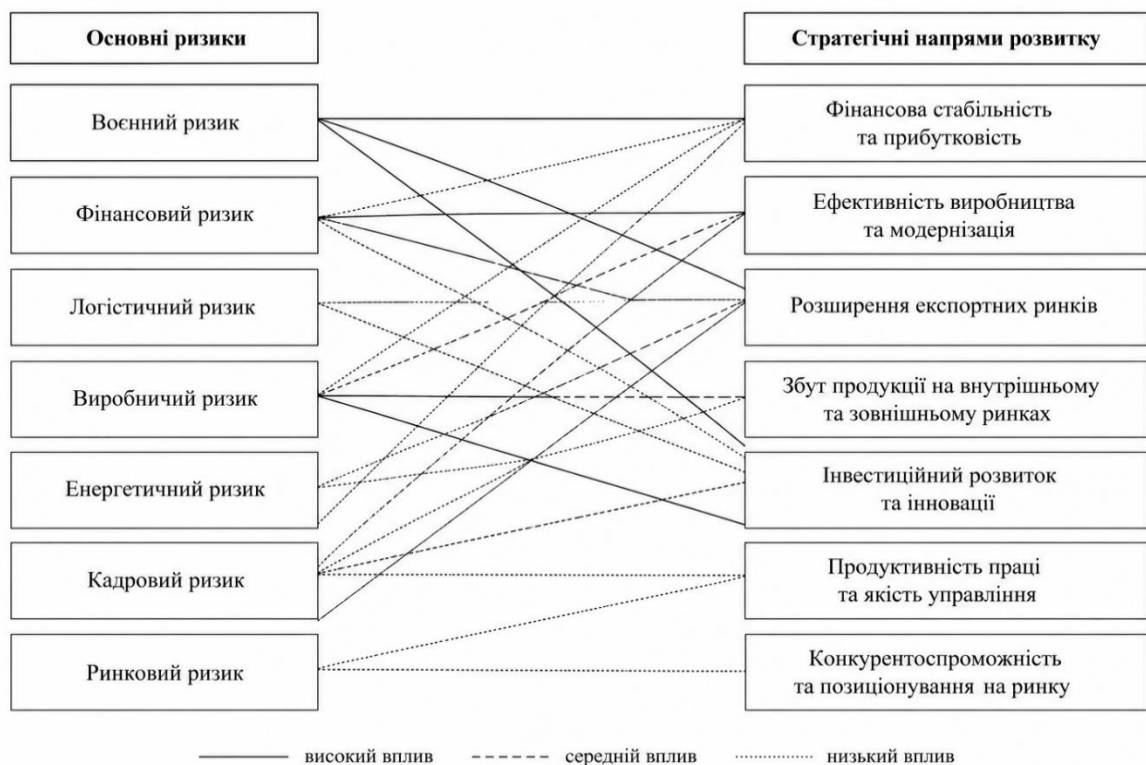 Основні ризики
Стратегічні напрями розвитку
Воєнний ризик
Фінансова стабільність
та прибутковість
Фінансовий ризик
Ефективність виробництва
та модернізація
Логістичний ризик
Розширення експортних ринків
Виробничий ризик
Збут продукції на внутрішньому
та зовнішньому ринках
Енергетичний ризик
Інвестиційний розвиток
та інновації
Кадровий ризик
Продуктивність праці
та якість управління
Ринковий ризик
Конкурентоспроможність
та позиціонування на ринку
високий вплив
середній вплив
низький вплив